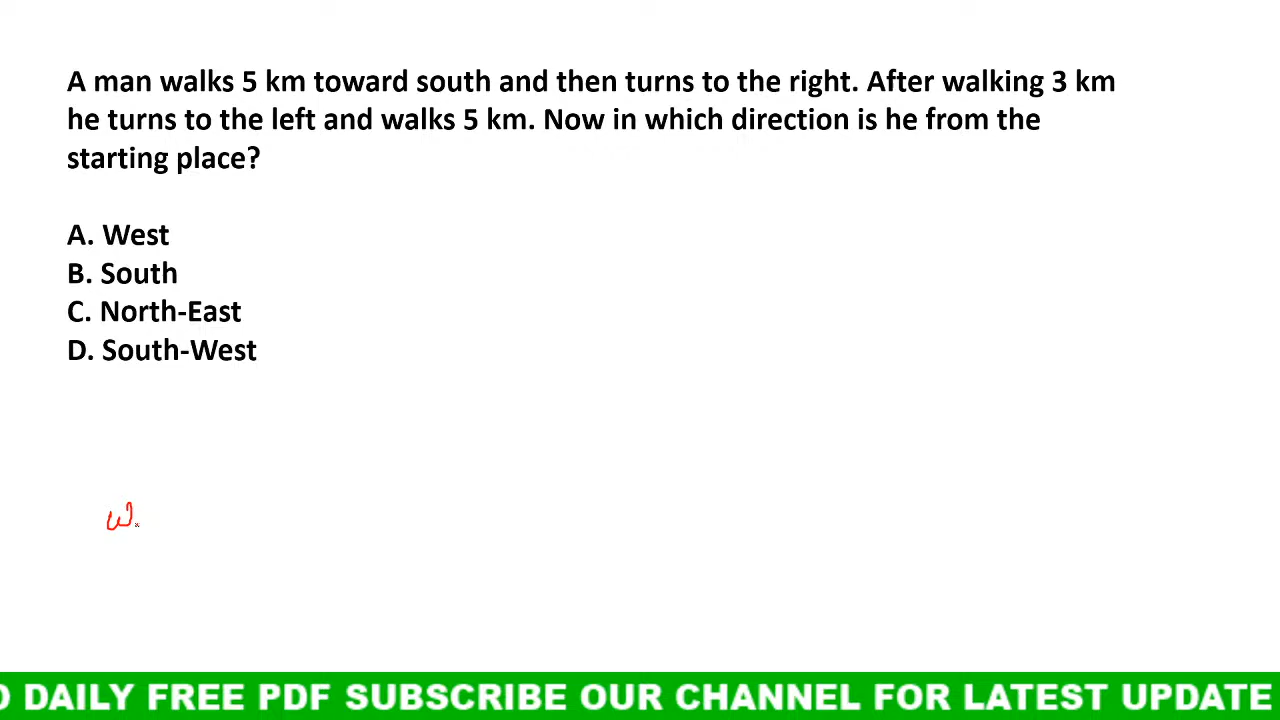 A man walks 5 km toward south and then turns to the right. After walking 3 km
he turns to the left and walks 5 km. Now in which direction is he from the
starting place?
A. West
B. South
C. North-East
D. South-West
W
DAILY FREE PDF SUBSCRIBE OUR CHANNEL FOR LATEST UPDATE